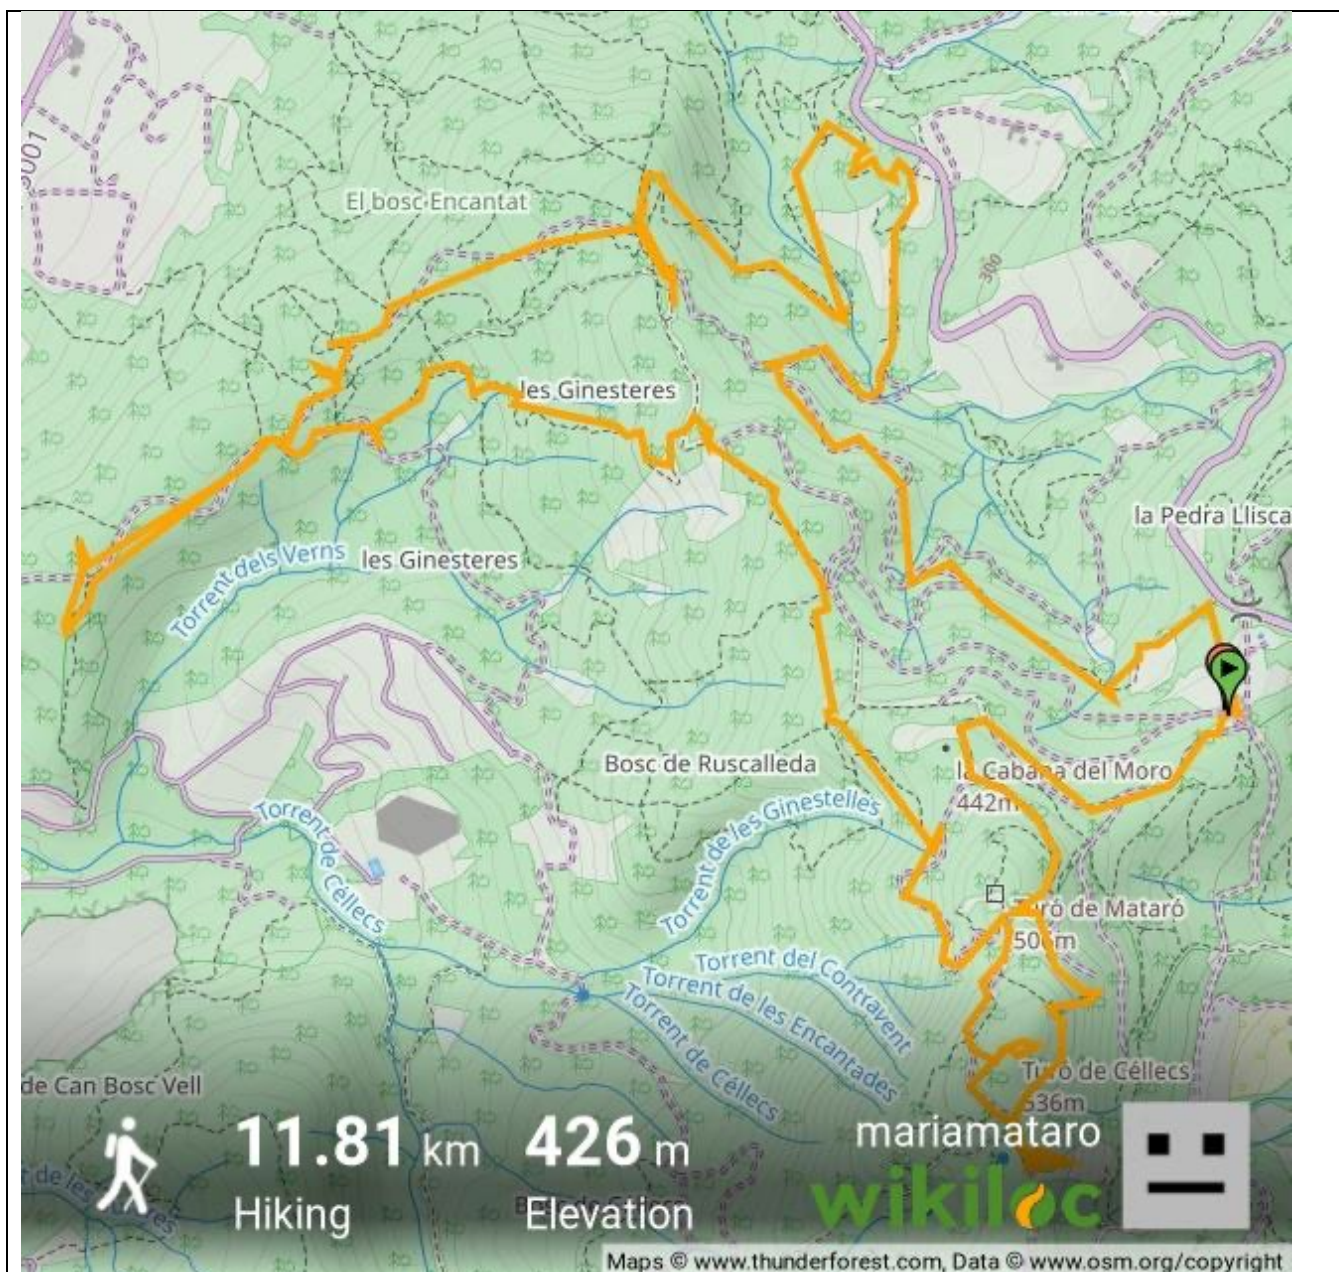 5001
El bosc Encantat
300
les Ginesteres
la Pedra Llisca
Torrent dels Verns
les Ginesteres
Bosc de Ruscalleda
la Cabana del Moro
442m
Torrent de les Ginestelles
Torrent de Céllecs
Turó de Mataró
506m
Torrent del Contravent
Torrent de les Encantades
Torrent de Céllecs
de Can Bosc Vell
Turó de Céllecs
536m
11.81 km
Hiking
426 m
Elevation
mariamataro
wikiloc
Maps © www.thunderforest.com, Data © www.osm.org/copyright